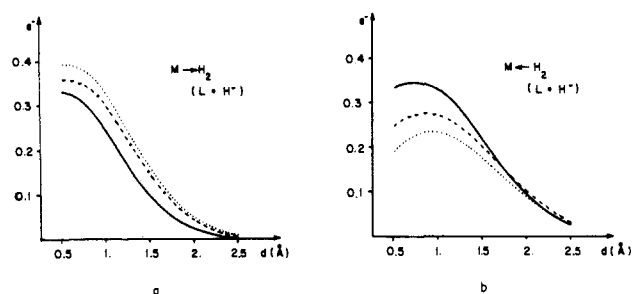 e⁻
M → H₂
(L = H⁻)
0.4
0.3
0.2
0.1
0
0.5 1. 1.5 2. 2.5 d (Å)
a
e⁻
M ← H₂
(L = H⁻)
0.4
0.3
0.2
0.1
0.5 1. 1.5 2. 2.5 d (Å)
b